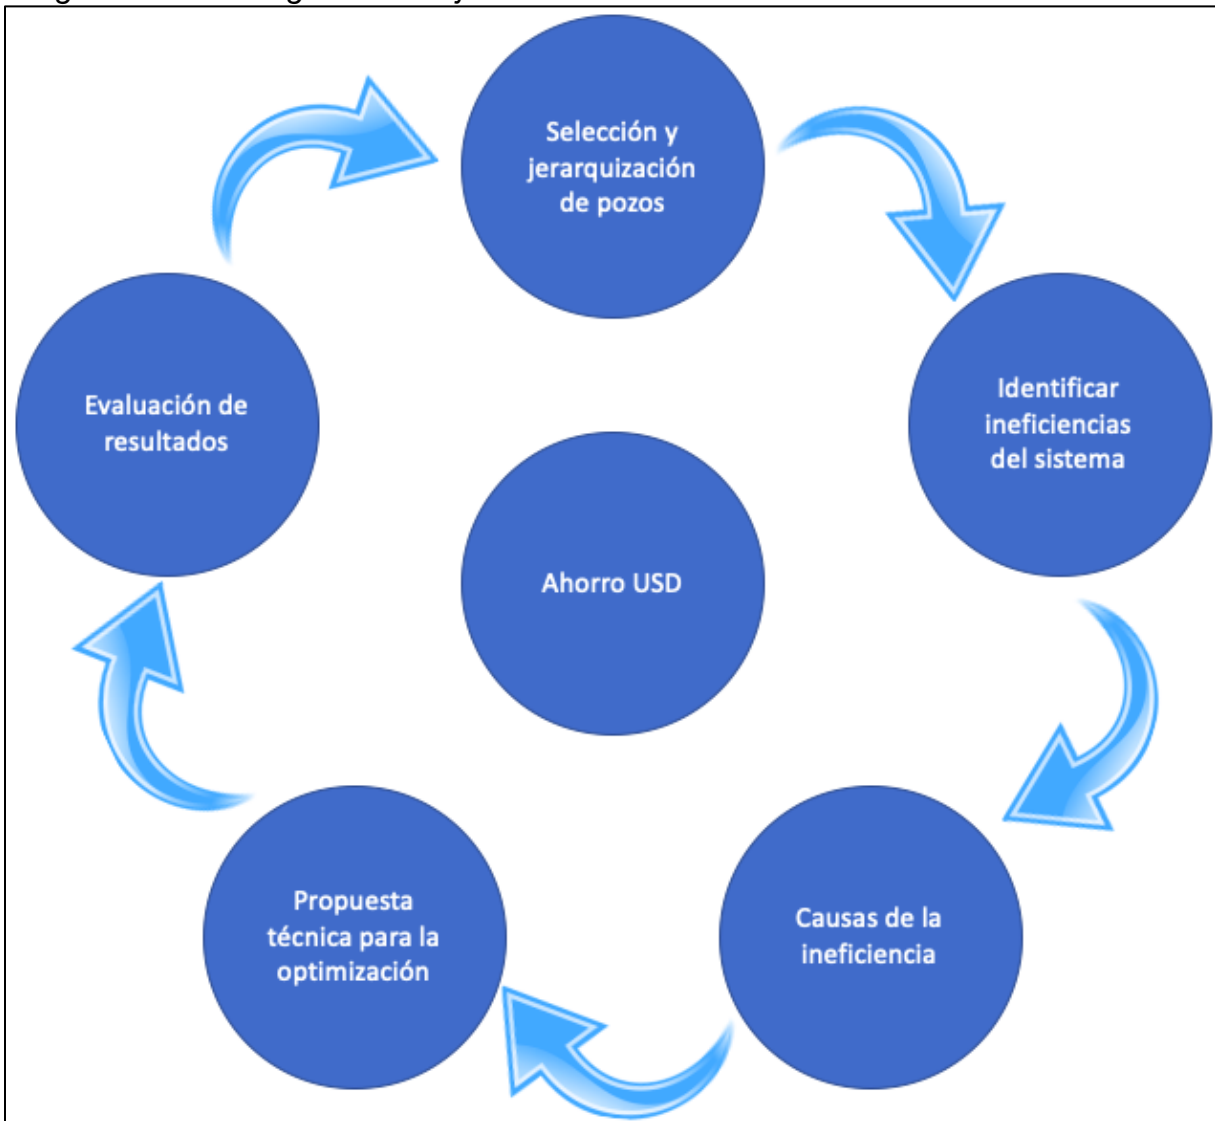 Selección y
jerarquización
de pozos
Identificar
ineficiencias
del sistema
Evaluación de
resultados
Ahorro USD
Propuesta
técnica para la
optimización
Causas de la
ineficiencia